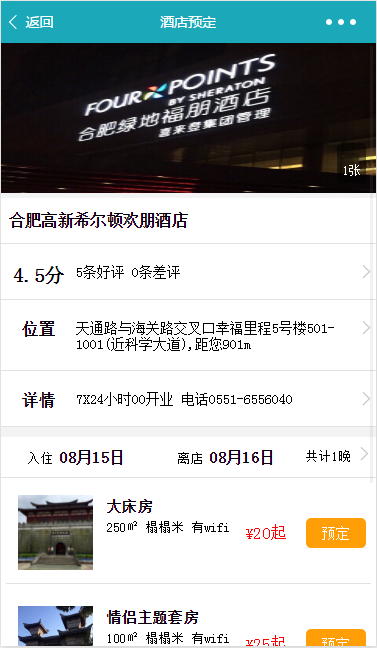 返回
酒店预定
FOUR POINTS
BY SHERATON
合肥绿地福朋酒店
喜来登集团管理
1张
合肥高新希尔顿欢朋酒店
4.5分 5条好评 0条差评
位置 天通路与海关路交叉口幸福里程5号楼501-
1001(近科学大道),距您901m
详情 7X24小时OO开业 电话0551-6556040
入住 08月15日 离店 08月16日 共计1晚
大床房
250㎡ 榻榻米 有wifi
¥20起 预定
情侣主题套房
100㎡ 榻榻米 有wifi
¥25起 预定